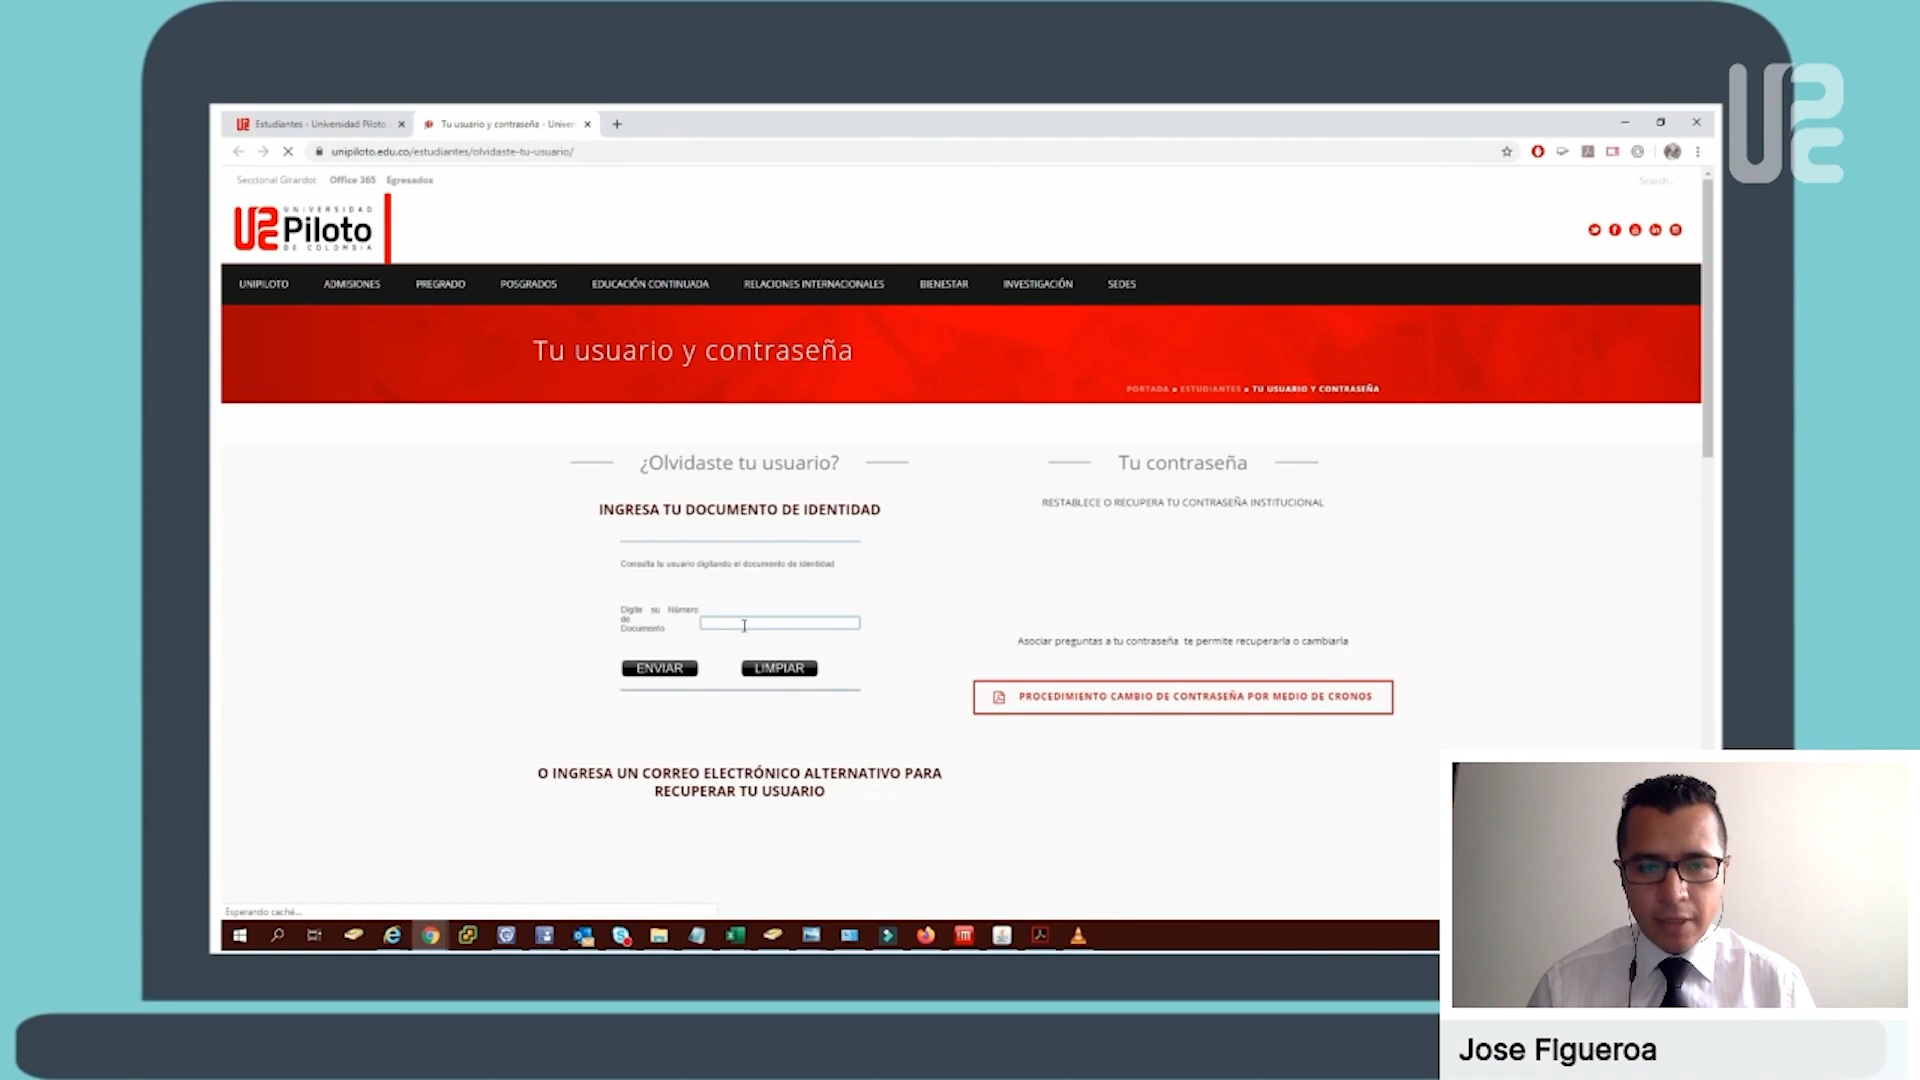 Estudiantes - Universidad Piloto
Tu usuario y contraseña - Univer
unipiloto.edu.co/estudiantes/olvidaste-tu-usuario/
Seccional Girardot Office 365 Egresados
Search...
UNIVERSIDAD
Piloto
DE COLOMBIA
UNIPILOTO ADMISIONES PREGRADO POSGRADOS EDUCACIÓN CONTINUADA RELACIONES INTERNACIONALES BIENESTAR INVESTIGACIÓN SEDES
Tu usuario y contraseña
PORTADA » ESTUDIANTES » TU USUARIO Y CONTRASEÑA
¿Olvidaste tu usuario?
INGRESA TU DOCUMENTO DE IDENTIDAD
Consulta tu usuario digitando el documento de identidad
Digite su Número
de
Documento
ENVIAR LIMPIAR
O INGRESA UN CORREO ELECTRÓNICO ALTERNATIVO PARA
RECUPERAR TU USUARIO
Tu contraseña
RESTABLECE O RECUPERA TU CONTRASEÑA INSTITUCIONAL
Asociar preguntas a tu contraseña te permite recuperarla o cambiarla
PROCEDIMIENTO CAMBIO DE CONTRASEÑA POR MEDIO DE CRONOS
Esperando caché...
Jose FIgueroa